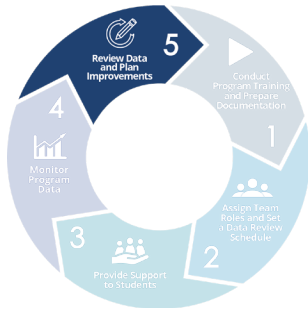 5
Review Data
and Plan
Improvements
Conduct
Program Training
and Prepare
Documentation
1
Assign Team
Roles and Set
a Data Review
Schedule
2
3
Provide Support
to Students
4
Monitor
Program
Data